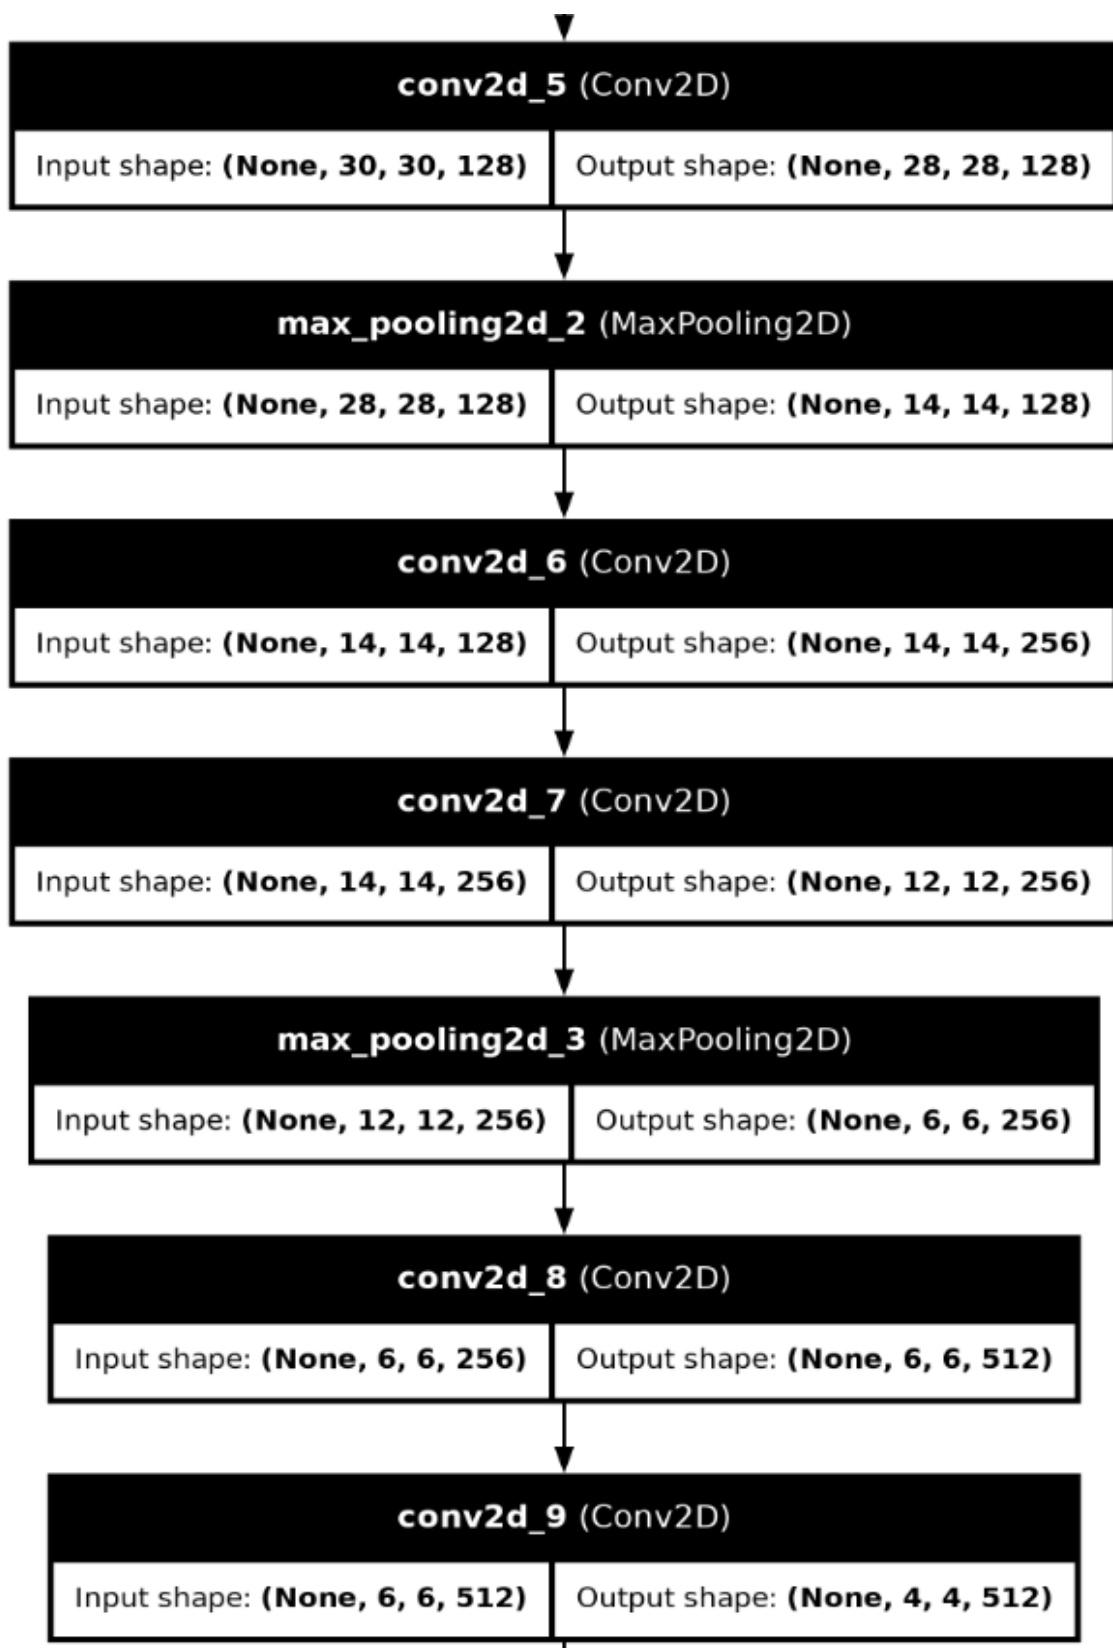 conv2d_5 (Conv2D)
Input shape: (None, 30, 30, 128) Output shape: (None, 28, 28, 128)
max_pooling2d_2 (MaxPooling2D)
Input shape: (None, 28, 28, 128) Output shape: (None, 14, 14, 128)
conv2d_6 (Conv2D)
Input shape: (None, 14, 14, 128) Output shape: (None, 14, 14, 256)
conv2d_7 (Conv2D)
Input shape: (None, 14, 14, 256) Output shape: (None, 12, 12, 256)
max_pooling2d_3 (MaxPooling2D)
Input shape: (None, 12, 12, 256) Output shape: (None, 6, 6, 256)
conv2d_8 (Conv2D)
Input shape: (None, 6, 6, 256) Output shape: (None, 6, 6, 512)
conv2d_9 (Conv2D)
Input shape: (None, 6, 6, 512) Output shape: (None, 4, 4, 512)